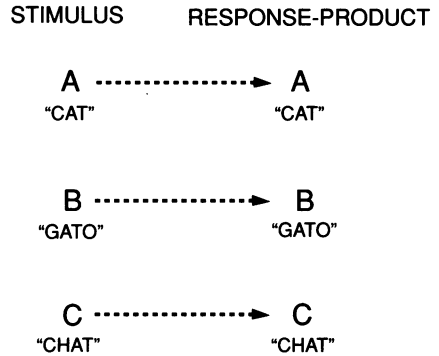 STIMULUS RESPONSE-PRODUCT
A A
“CAT” “CAT”
B B
“GATO” “GATO”
C C
“CHAT” “CHAT”